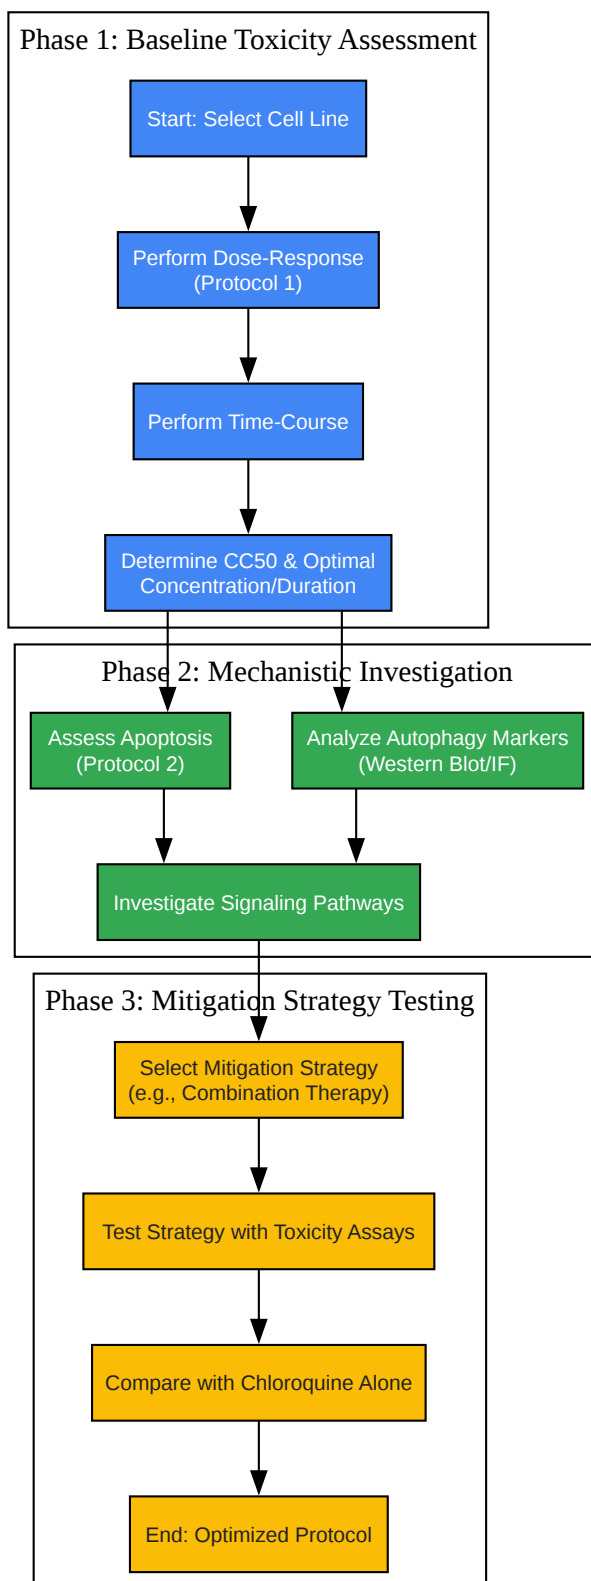 Phase 1: Baseline Toxicity Assessment
Start: Select Cell Line
Perform Dose-Response
(Protocol 1)
Perform Time-Course
Determine CC50 & Optimal
Concentration/Duration
Phase 2: Mechanistic Investigation
Assess Apoptosis
(Protocol 2)
Analyze Autophagy Markers
(Western Blot/IF)
Investigate Signaling Pathways
Phase 3: Mitigation Strategy Testing
Select Mitigation Strategy
(e.g., Combination Therapy)
Test Strategy with Toxicity Assays
Compare with Chloroquine Alone
End: Optimized Protocol